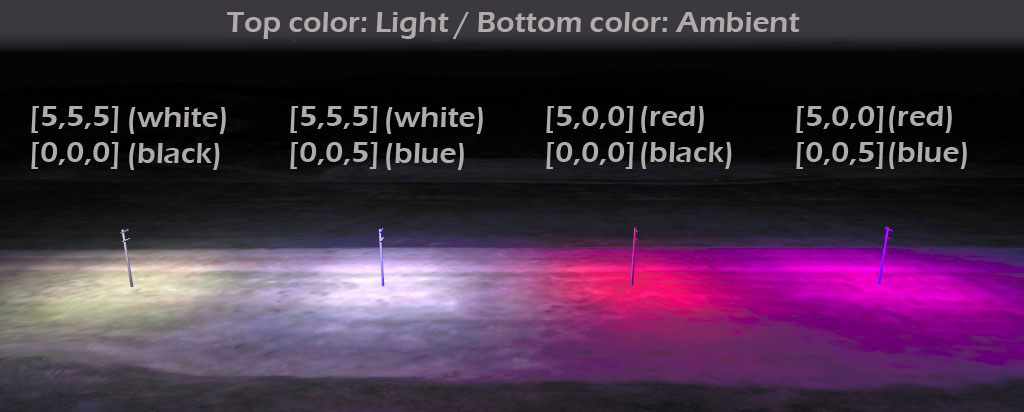 Top color: Light / Bottom color: Ambient
[5,5,5] (white) [5,5,5] (white) [5,0,0] (red) [5,0,0] (red)
[0,0,0] (black) [0,0,5] (blue) [0,0,0] (black) [0,0,5] (blue)